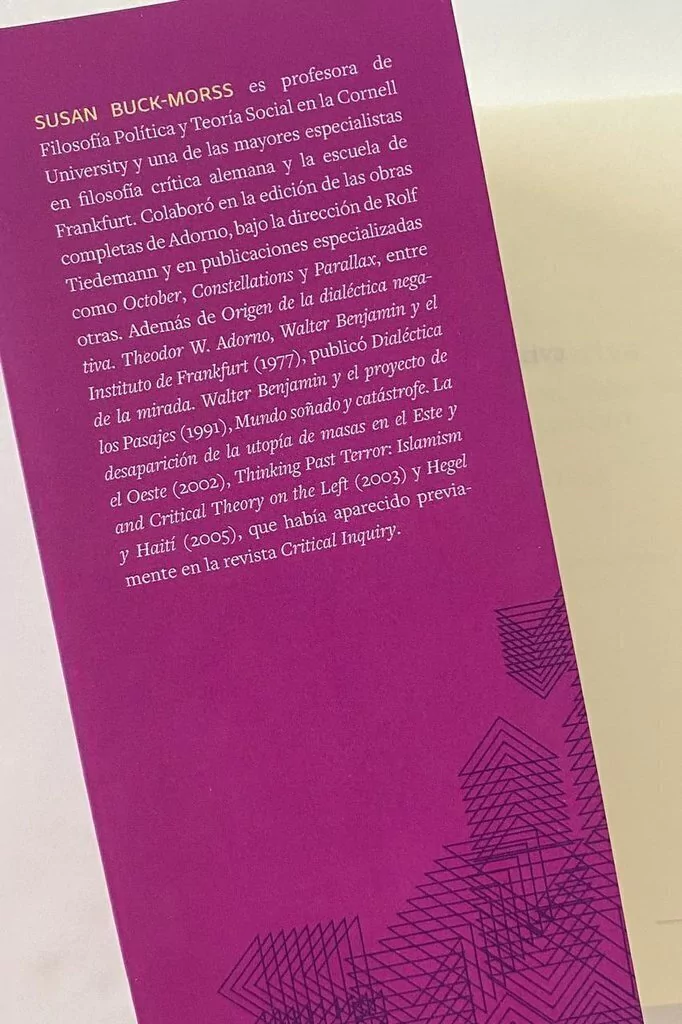 SUSAN BUCK-MORSS es profesora de
Filosofía Política y Teoría Social en la Cornell
University y una de las mayores especialistas
en filosofía crítica alemana y la escuela de
Frankfurt. Colaboró en la edición de las obras
completas de Adorno, bajo la dirección de Rolf
Tiedemann y en publicaciones especializadas
como October, Constellations y Parallax, entre
otras. Además de Origen de la dialéctica nega-
tiva. Theodor W. Adorno, Walter Benjamin y el
Instituto de Frankfurt (1977), publicó Dialéctica
de la mirada. Walter Benjamin y el proyecto de
los Pasajes (1991), Mundo soñado y catástrofe. La
desaparición de la utopía de masas en el Este y
el Oeste (2002), Thinking Past Terror: Islamism
and Critical Theory on the Left (2003) y Hegel
y Haití (2005), que había aparecido previa-
mente en la revista Critical Inquiry.